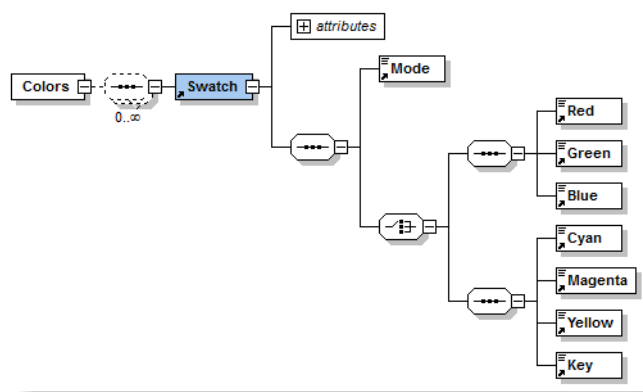 attributes
Mode
Colors
Swatch
0..∞
Red
Green
Blue
Cyan
Magenta
Yellow
Key